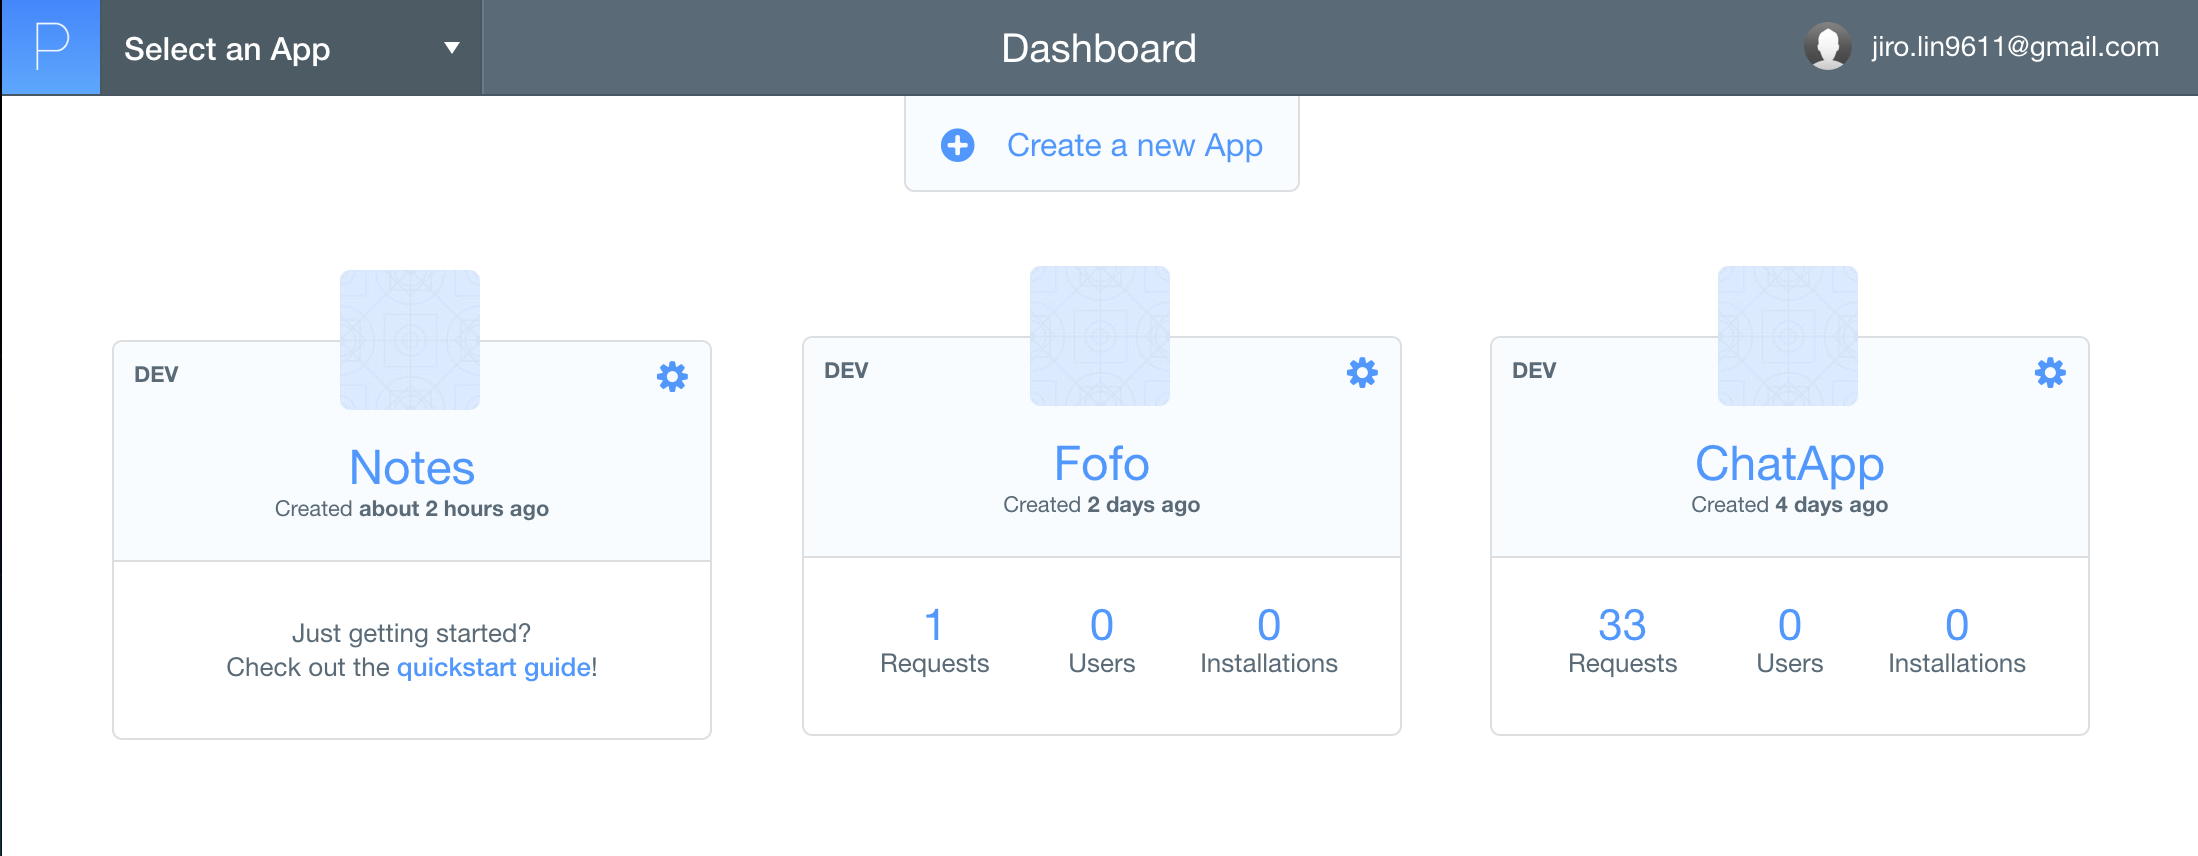 P
Select an App
Dashboard
jiro.lin9611@gmail.com
Create a new App
DEV
Notes
Created about 2 hours ago
Just getting started?
Check out the quickstart guide!
DEV
Fofo
Created 2 days ago
1
Requests
0
Users
0
Installations
DEV
ChatApp
Created 4 days ago
33
Requests
0
Users
0
Installations